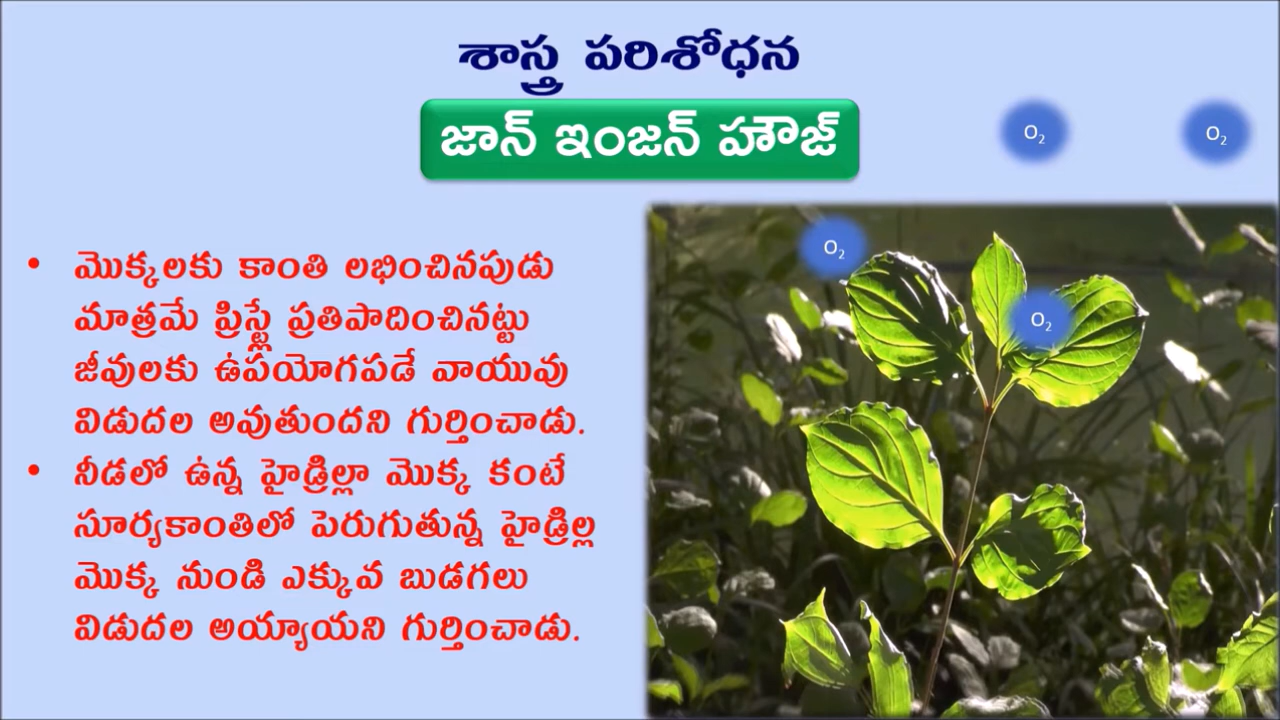 శాస్త్ర పరిశోధన
జాన్ ఇంజన్ హౌజ్
O2
O2
O2
O2
• మొక్కలకు కాంతి లభించినపుడు
మాత్రమే ప్రిస్ట్లే ప్రతిపాదించినట్టు
జీవులకు ఉపయోగపడే వాయువు
విడుదల అవుతుందని గుర్తించాడు.
• నీడలో ఉన్న హైడ్రిల్లా మొక్క కంటే
సూర్యకాంతిలో పెరుగుతున్న హైడ్రిల్ల
మొక్క నుండి ఎక్కువ బుడగలు
విడుదల అయ్యాయని గుర్తించాడు.